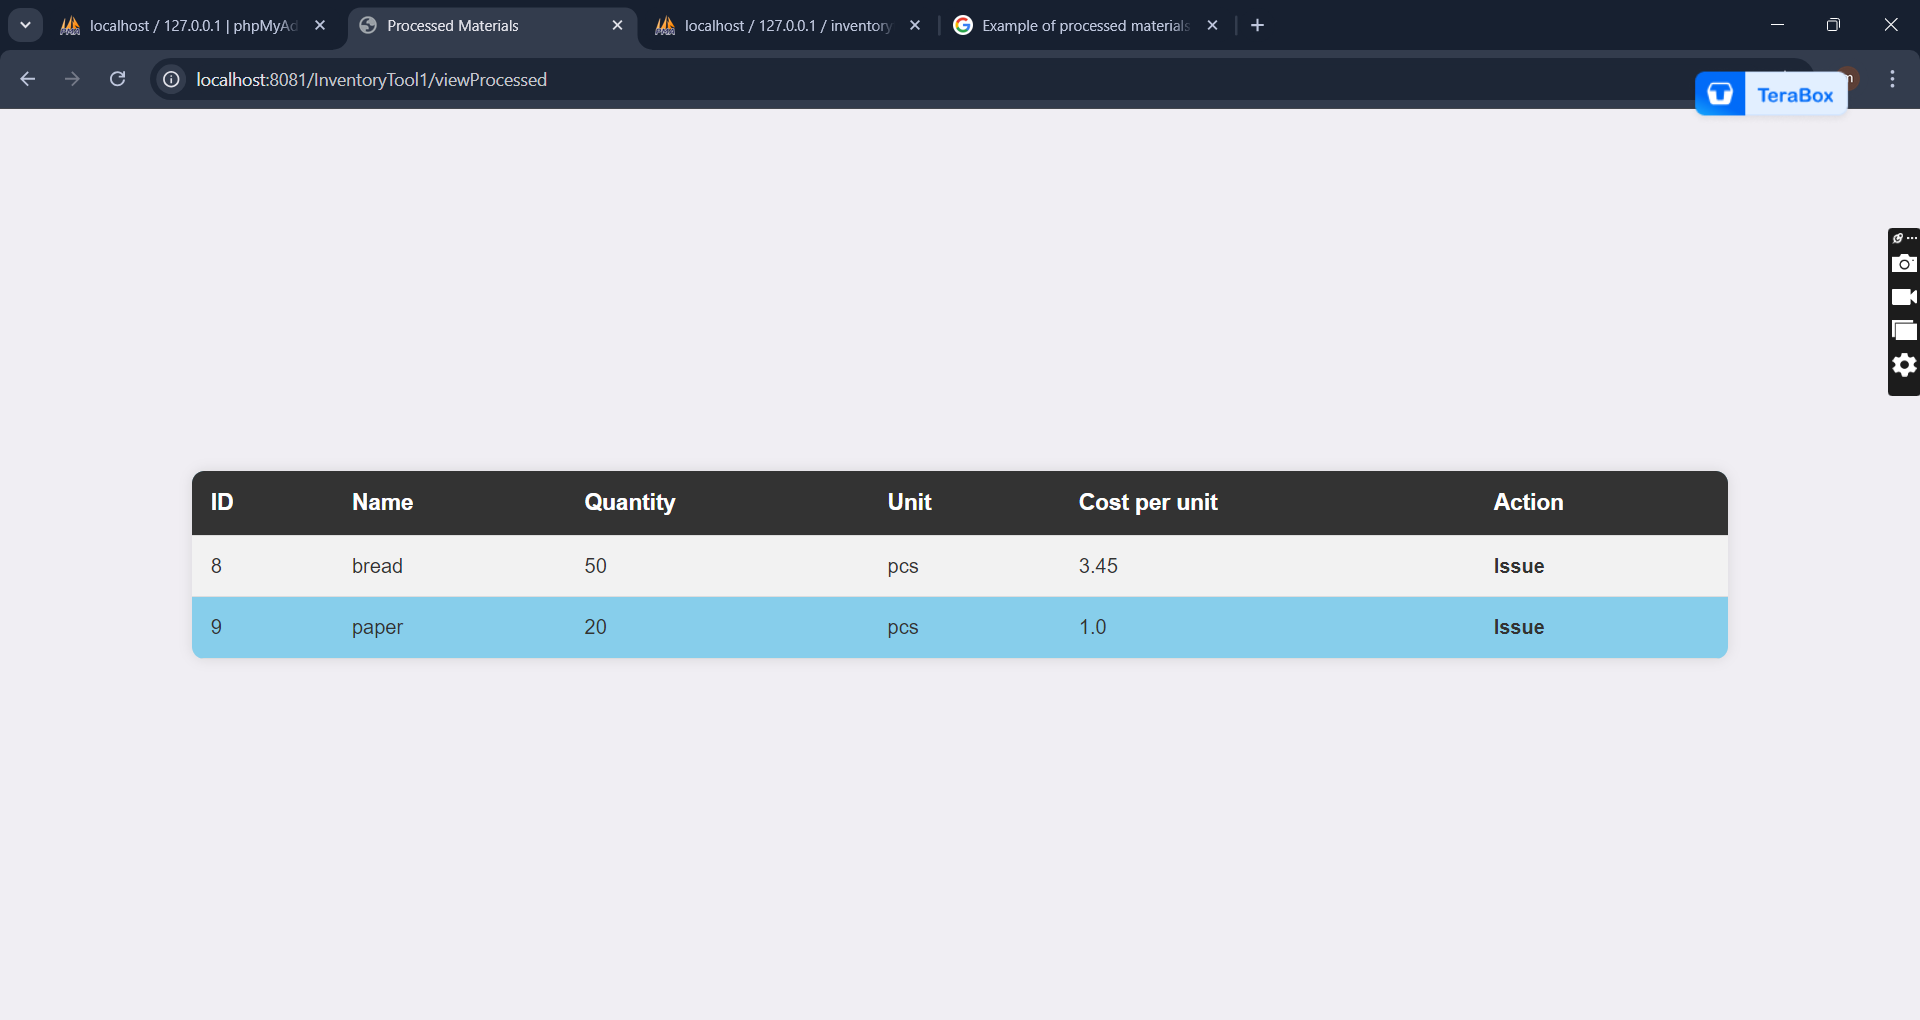 localhost / 127.0.0.1 | phpMyAd
Processed Materials
localhost / 127.0.0.1 / inventory
Example of processed materials
localhost:8081/InventoryTool1/viewProcessed
TeraBox
ID Name Quantity Unit Cost per unit Action
8 bread 50 pcs 3.45 Issue
9 paper 20 pcs 1.0 Issue